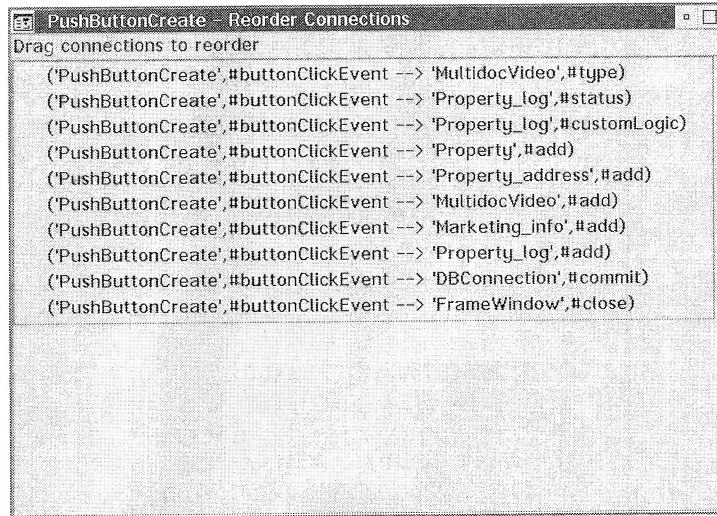 PushButtonCreate - Reorder Connections
Drag connections to reorder
('PushButtonCreate',#buttonClickEvent --> 'MultidocVideo',#type)
('PushButtonCreate',#buttonClickEvent --> 'Property_log',#status)
('PushButtonCreate',#buttonClickEvent --> 'Property_log',#customLogic)
('PushButtonCreate',#buttonClickEvent --> 'Property',#add)
('PushButtonCreate',#buttonClickEvent --> 'Property_address',#add)
('PushButtonCreate',#buttonClickEvent --> 'MultidocVideo',#add)
('PushButtonCreate',#buttonClickEvent --> 'Marketing_info',#add)
('PushButtonCreate',#buttonClickEvent --> 'Property_log',#add)
('PushButtonCreate',#buttonClickEvent --> 'DBConnection',#commit)
('PushButtonCreate',#buttonClickEvent --> 'FrameWindow',#close)